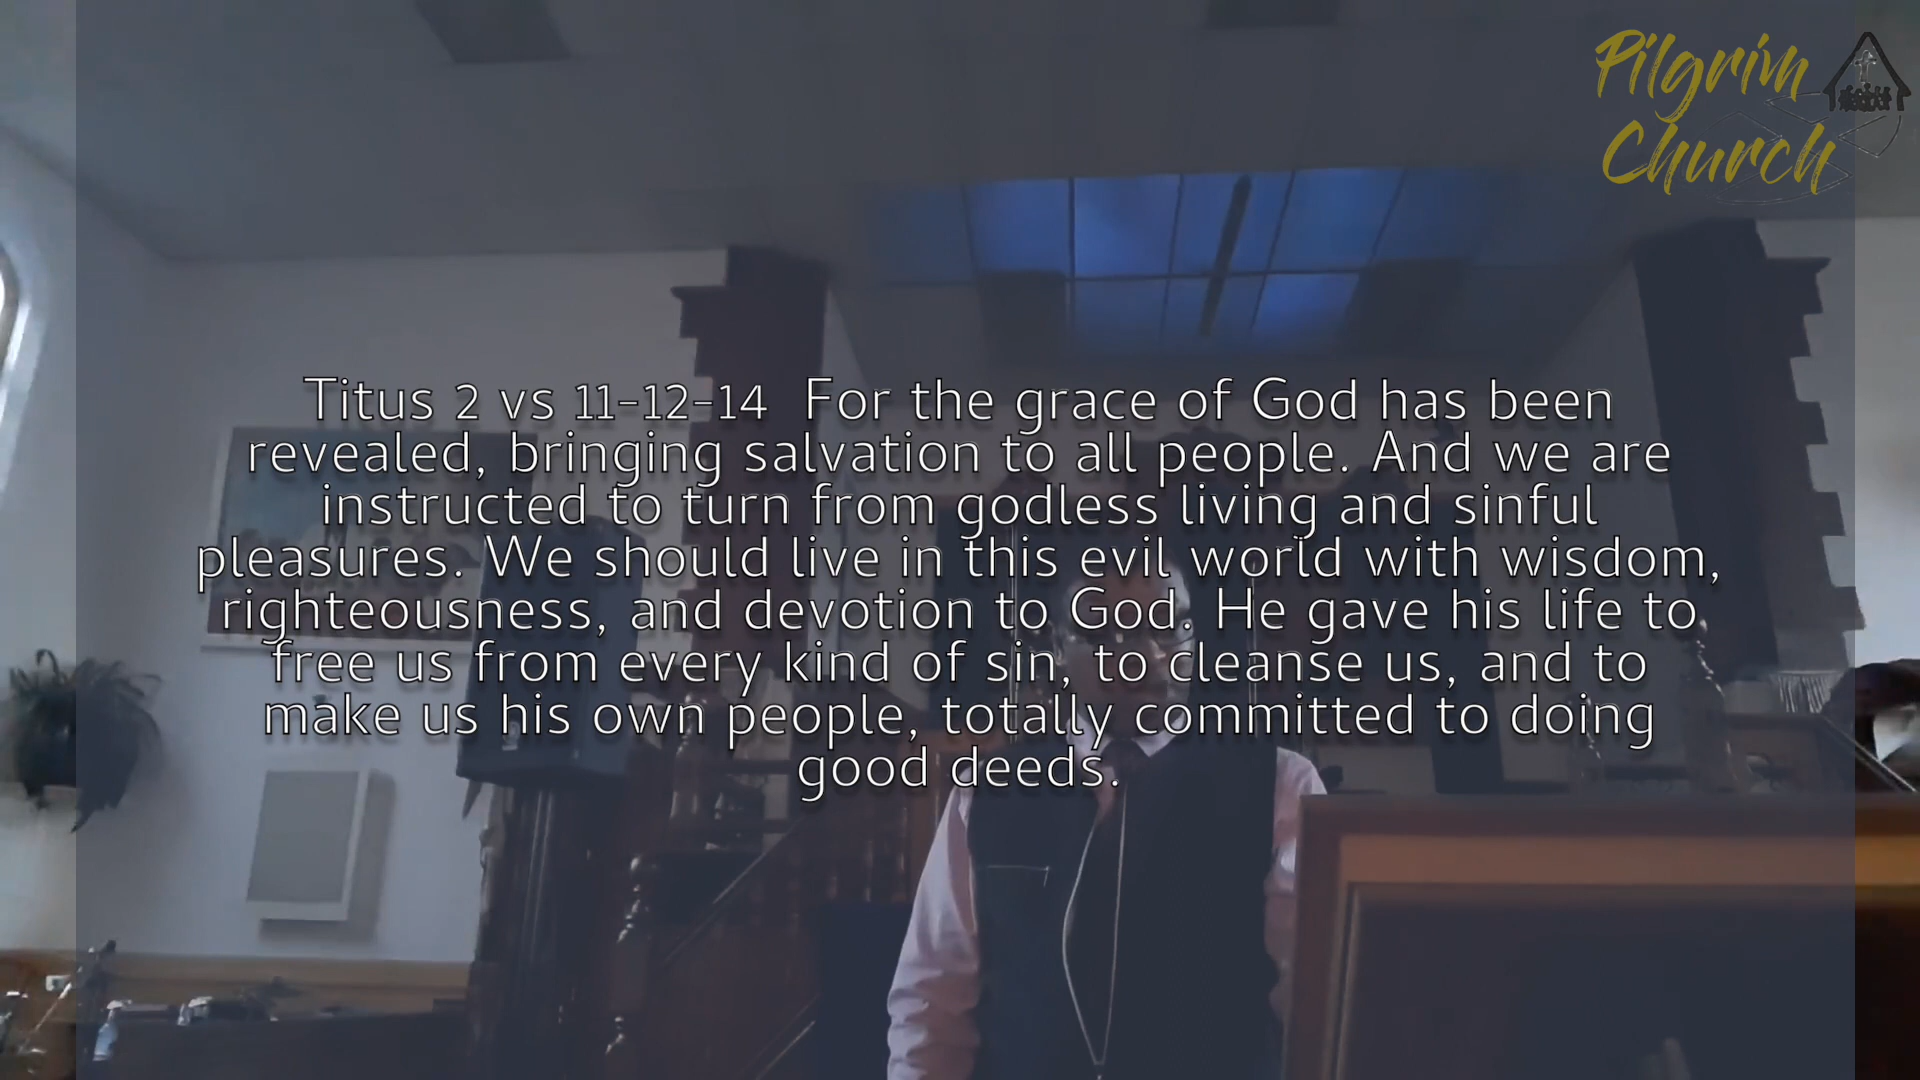 Pilgrim
Church
Titus 2 vs 11-12-14  For the grace of God has been
revealed, bringing salvation to all people. And we are
instructed to turn from godless living and sinful
pleasures. We should live in this evil world with wisdom,
righteousness, and devotion to God. He gave his life to
free us from every kind of sin, to cleanse us, and to
make us his own people, totally committed to doing
good deeds.